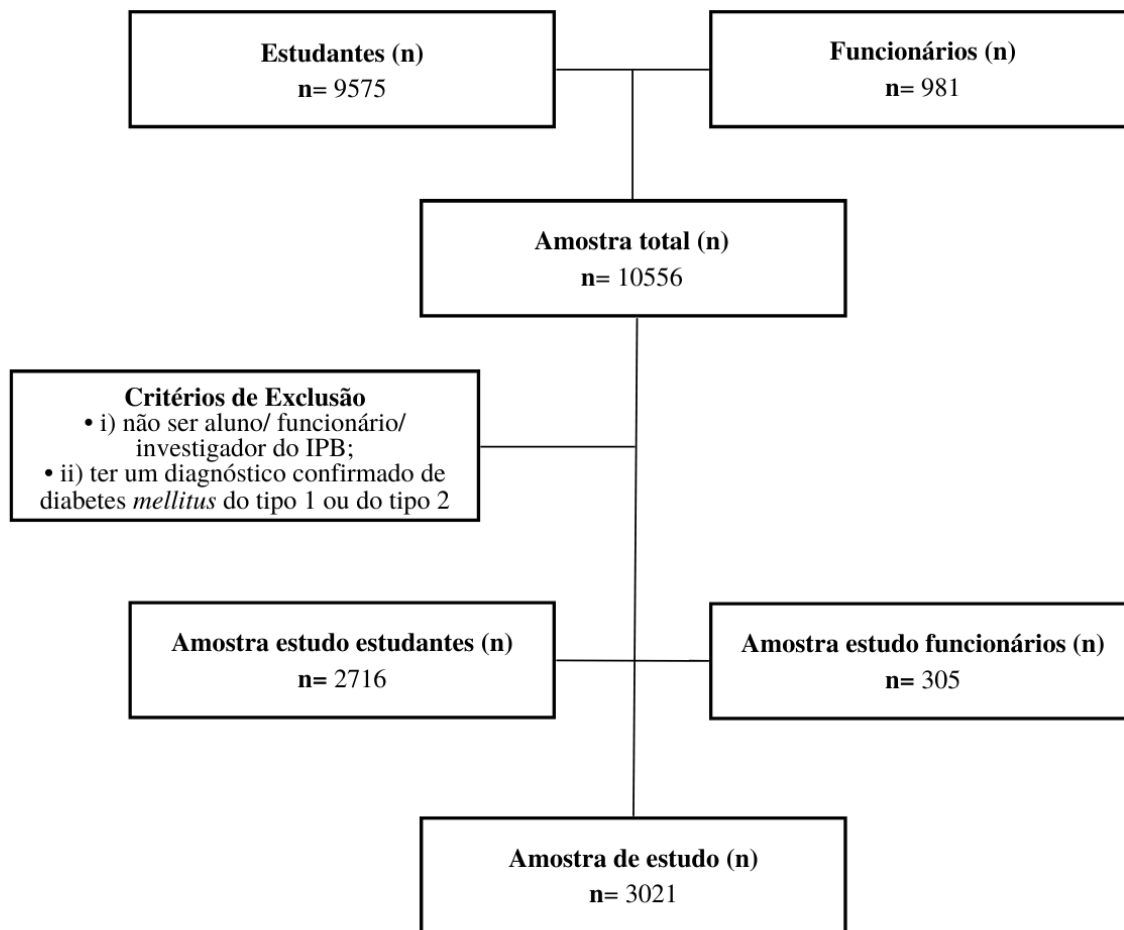 Estudantes (n)
n= 9575
Funcionários (n)
n= 981
Amostra total (n)
n= 10556
Critérios de Exclusão
• i) não ser aluno/ funcionário/
investigador do IPB;
• ii) ter um diagnóstico confirmado de
diabetes mellitus do tipo 1 ou do tipo 2
Amostra estudo estudantes (n)
n= 2716
Amostra estudo funcionários (n)
n= 305
Amostra de estudo (n)
n= 3021